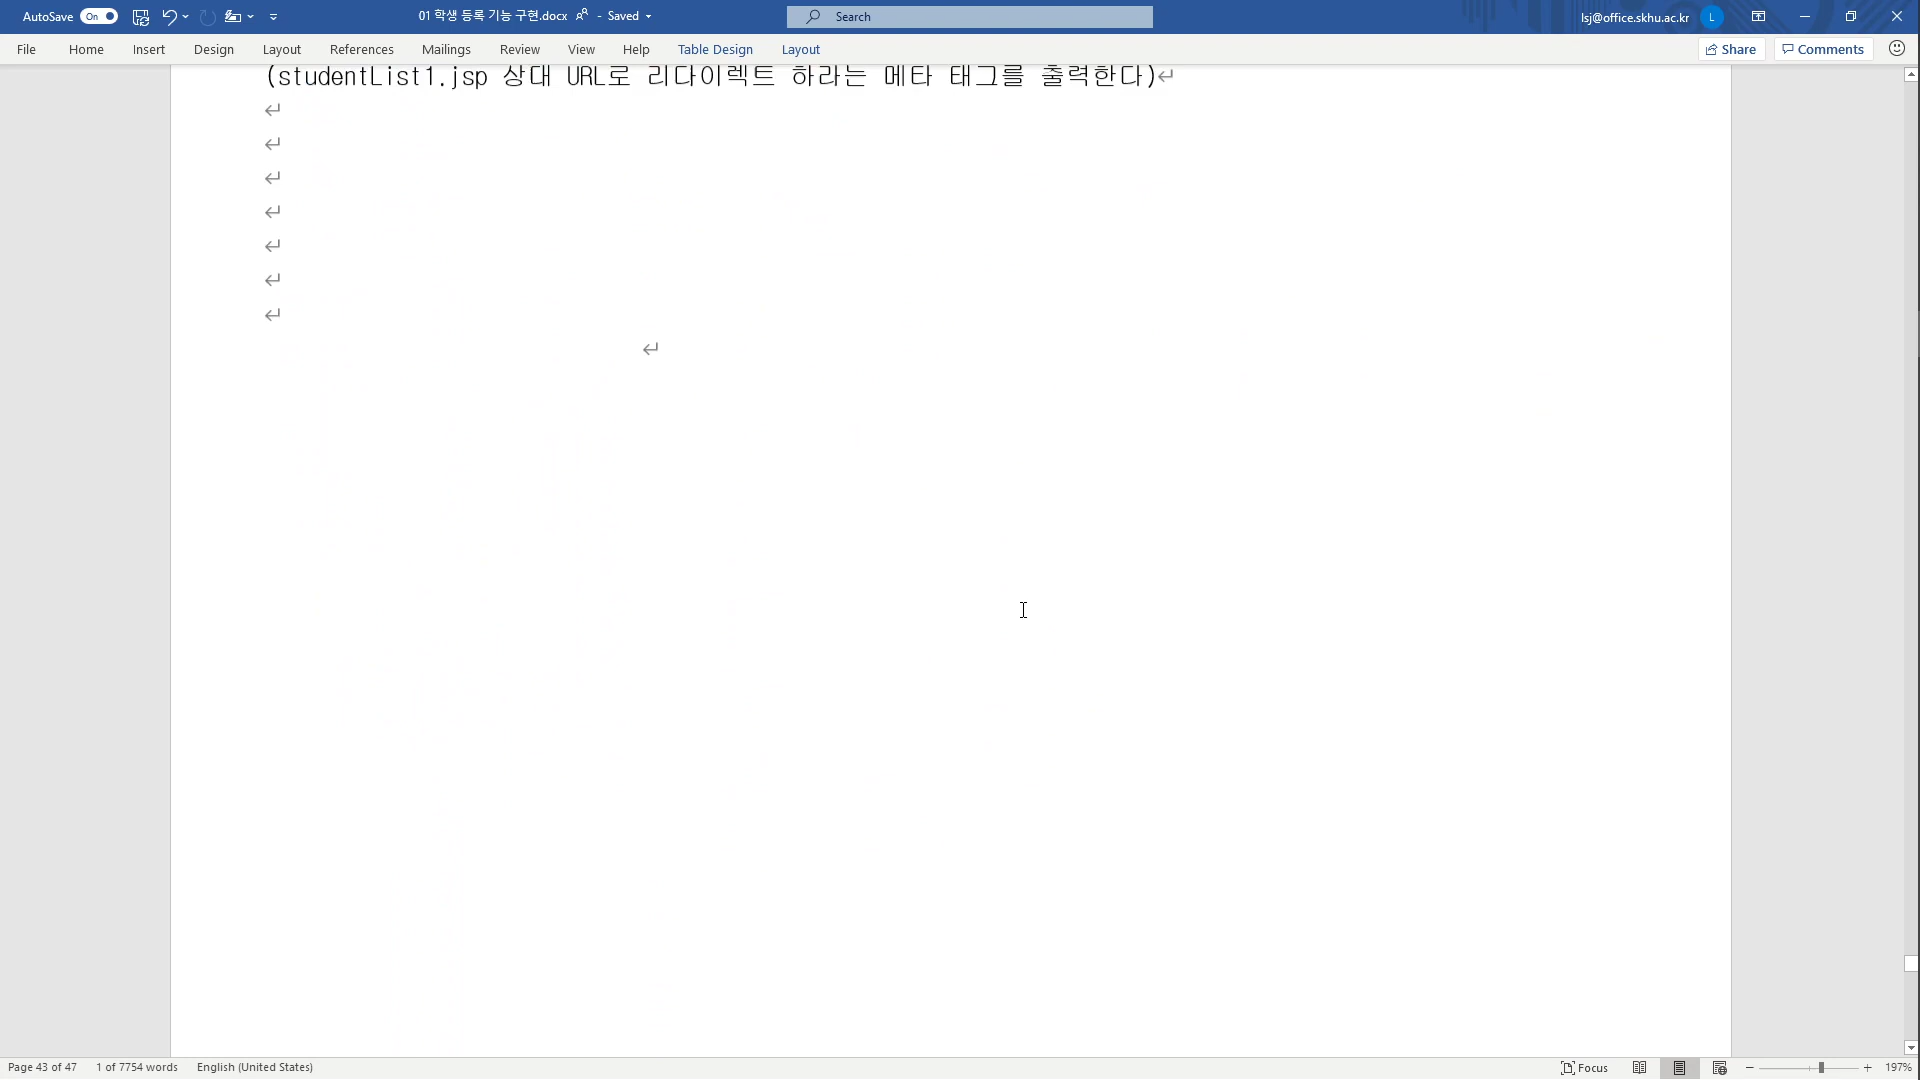 AutoSave On 01 학생 등록 기능 구현.docx - Saved Search lsj@office.skhu.ac.kr L
File Home Insert Design Layout References Mailings Review View Help Table Design Layout Share Comments
(studentList1.jsp 상대 URL로 리다이렉트 하라는 메타 태그를 출력한다)
Page 43 of 47 1 of 7754 words English (United States) Focus 197%